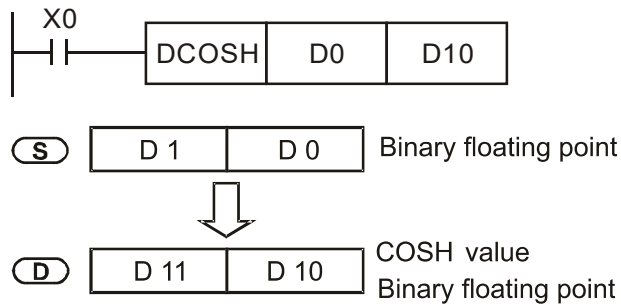 X0
DCOSH D0 D10
S D 1 D 0 Binary floating point
D D 11 D 10 COSH value
Binary floating point